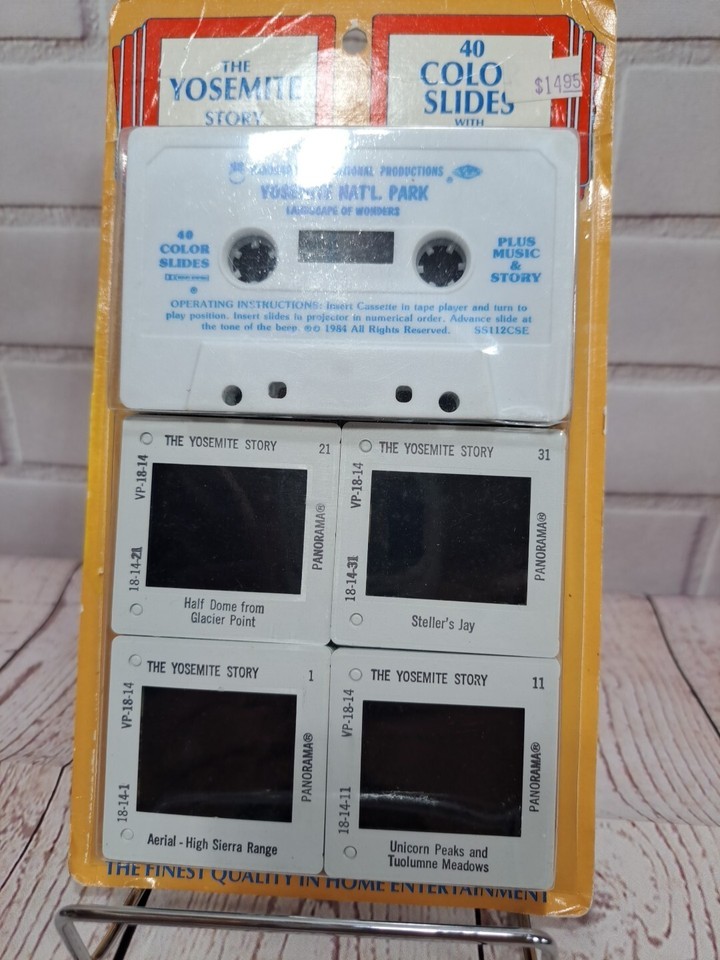 THE
YOSEMITE
STORY
40
COLO
SLIDES
WITH
$14.95
PRODUCTIONS ®
YOSEMITE NAT'L. PARK
LANDSCAPE OF WONDERS
40
COLOR
SLIDES
PLUS
MUSIC
&
STORY
OPERATING INSTRUCTIONS: Insert Cassette in tape player and turn to
play position. Insert slides in projector in numerical order. Advance slide at
the tone of the beep. ℗© 1984 All Rights Reserved. SS112CSE
THE YOSEMITE STORY 21
VP-18-14
18-14-21
PANORAMA®
Half Dome from
Glacier Point
THE YOSEMITE STORY 31
VP-18-14
18-14-31
PANORAMA®
Steller's Jay
THE YOSEMITE STORY 1
VP-18-14
18-14-1
PANORAMA®
Aerial - High Sierra Range
THE YOSEMITE STORY 11
VP-18-14
18-14-11
PANORAMA®
Unicorn Peaks and
Tuolumne Meadows
THE FINEST QUALITY IN HOME ENTERTAINMENT